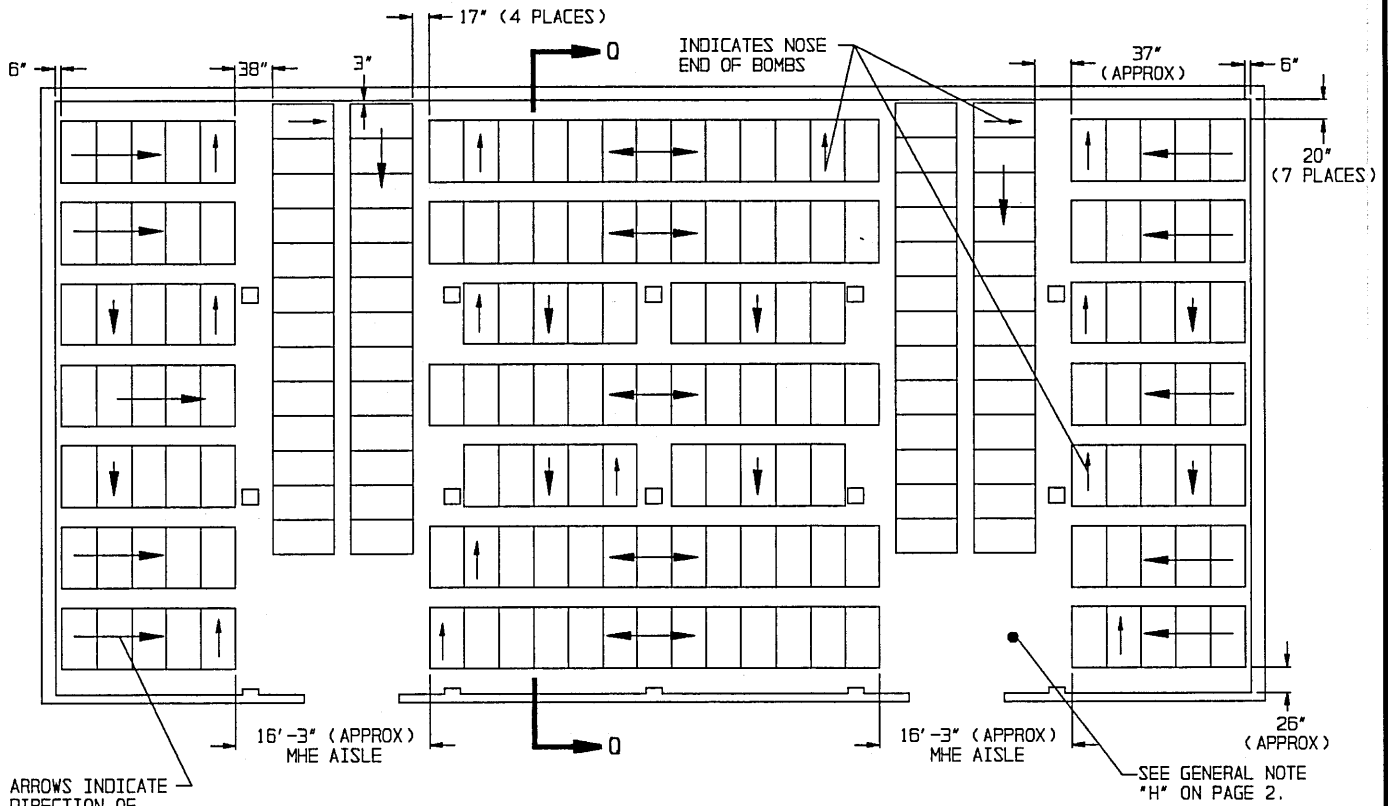 17" (4 PLACES)
Q
INDICATES NOSE
END OF BOMBS
37"
(APPROX)
6"
38"
3"
6"
20"
(7 PLACES)
16'-3" (APPROX)
MHE AISLE
Q
16'-3" (APPROX)
MHE AISLE
26"
(APPROX)
ARROWS INDICATE
DIRECTION OF
SEE GENERAL NOTE
"H" ON PAGE 2.